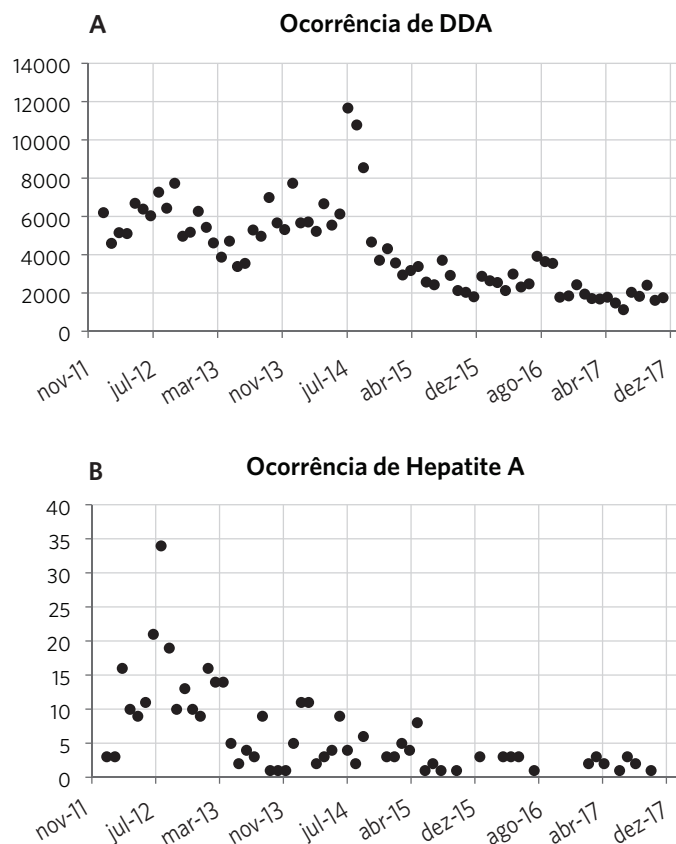 A
Ocorrência de DDA
14000
12000
10000
8000
6000
4000
2000
0
nov-11
jul-12
mar-13
nov-13
jul-14
abr-15
dez-15
ago-16
abr-17
dez-17
B
Ocorrência de Hepatite A
40
35
30
25
20
15
10
5
0
nov-11
jul-12
mar-13
nov-13
jul-14
abr-15
dez-15
ago-16
abr-17
dez-17